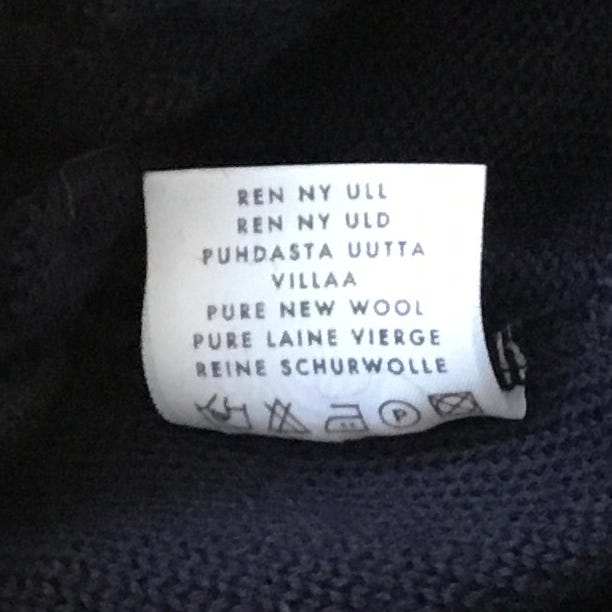 REN NY ULL
REN NY ULD
PUHDASTA UUTTA
VILLAA
PURE NEW WOOL
PURE LAINE VIERGE
REINE SCHURWOLLE
P